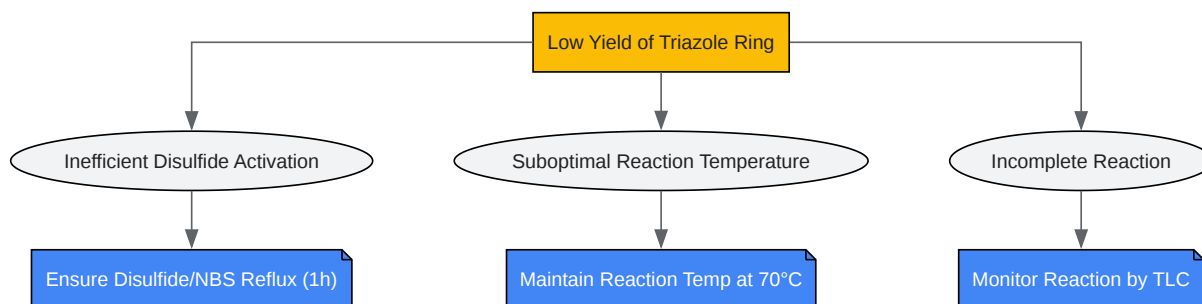 Low Yield of Triazole Ring
Inefficient Disulfide Activation
Suboptimal Reaction Temperature
Incomplete Reaction
Ensure Disulfide/NBS Reflux (1h)
Maintain Reaction Temp at 70°C
Monitor Reaction by TLC